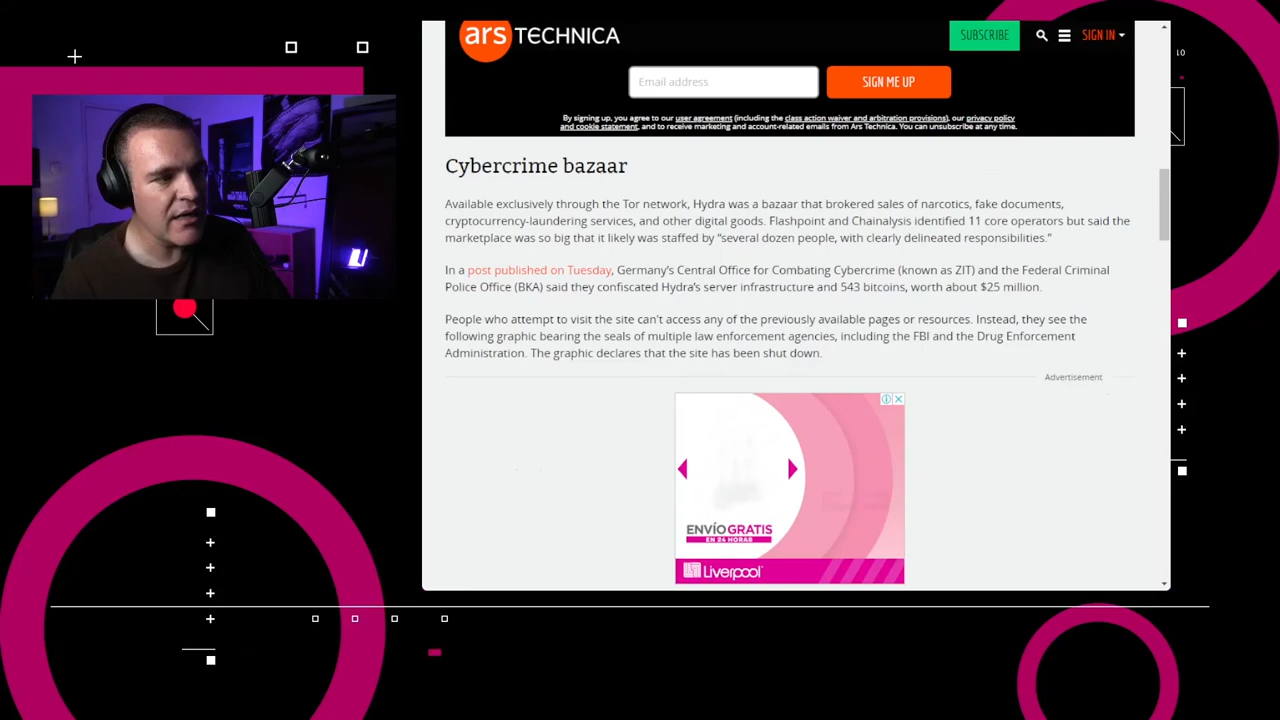 ars TECHNICA
SUBSCRIBE
SIGN IN
Email address
SIGN ME UP
By signing up, you agree to our user agreement (including the class action waiver and arbitration provisions), our privacy policy
and cookie statement, and to receive marketing and account-related emails from Ars Technica. You can unsubscribe at any time.
Cybercrime bazaar
Available exclusively through the Tor network, Hydra was a bazaar that brokered sales of narcotics, fake documents,
cryptocurrency-laundering services, and other digital goods. Flashpoint and Chainalysis identified 11 core operators but said the
marketplace was so big that it likely was staffed by “several dozen people, with clearly delineated responsibilities.”
In a post published on Tuesday, Germany's Central Office for Combating Cybercrime (known as ZIT) and the Federal Criminal
Police Office (BKA) said they confiscated Hydra's server infrastructure and 543 bitcoins, worth about $25 million.
People who attempt to visit the site can't access any of the previously available pages or resources. Instead, they see the
following graphic bearing the seals of multiple law enforcement agencies, including the FBI and the Drug Enforcement
Administration. The graphic declares that the site has been shut down.
Advertisement
ENVÍO GRATIS
EN 24 HORAS
Liverpool